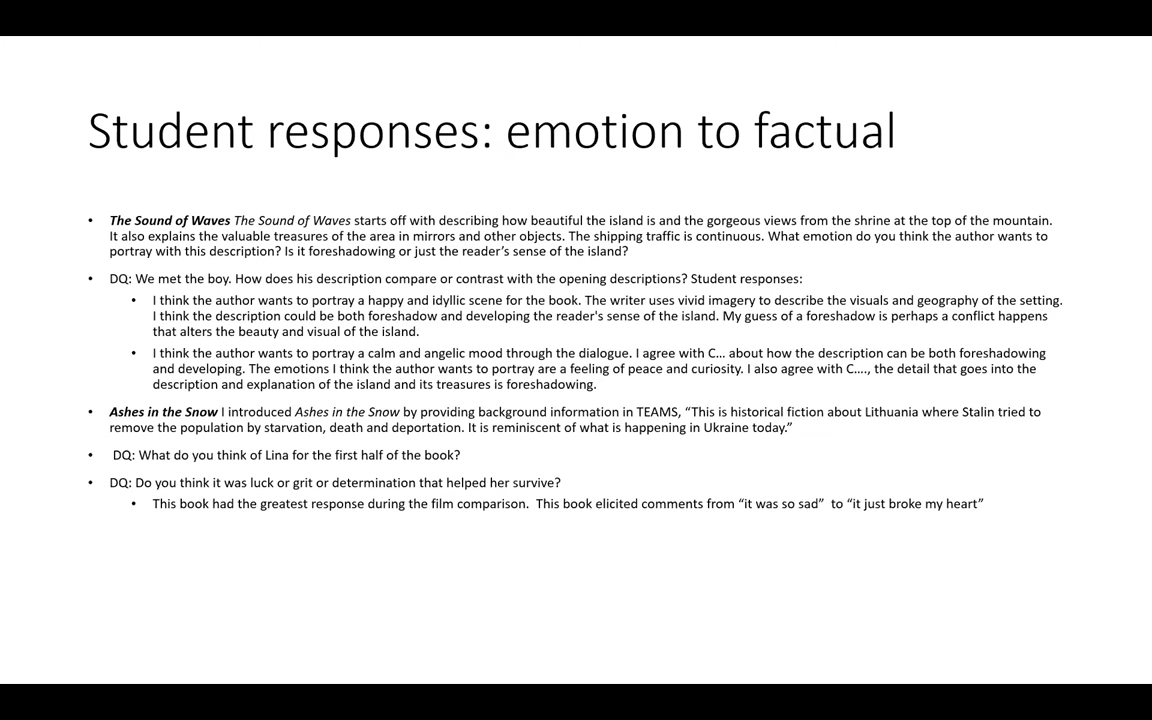 Student responses: emotion to factual
• The Sound of Waves The Sound of Waves starts off with describing how beautiful the island is and the gorgeous views from the shrine at the top of the mountain.
It also explains the valuable treasures of the area in mirrors and other objects. The shipping traffic is continuous. What emotion do you think the author wants to
portray with this description? Is it foreshadowing or just the reader’s sense of the island?
• DQ: We met the boy. How does his description compare or contrast with the opening descriptions? Student responses:
• I think the author wants to portray a happy and idyllic scene for the book. The writer uses vivid imagery to describe the visuals and geography of the setting.
I think the description could be both foreshadow and developing the reader's sense of the island. My guess of a foreshadow is perhaps a conflict happens
that alters the beauty and visual of the island.
• I think the author wants to portray a calm and angelic mood through the dialogue. I agree with C... about how the description can be both foreshadowing
and developing. The emotions I think the author wants to portray are a feeling of peace and curiosity. I also agree with C...., the detail that goes into the
description and explanation of the island and its treasures is foreshadowing.
• Ashes in the Snow I introduced Ashes in the Snow by providing background information in TEAMS, “This is historical fiction about Lithuania where Stalin tried to
remove the population by starvation, death and deportation. It is reminiscent of what is happening in Ukraine today.”
• DQ: What do you think of Lina for the first half of the book?
• DQ: Do you think it was luck or grit or determination that helped her survive?
• This book had the greatest response during the film comparison. This book elicited comments from “it was so sad” to “it just broke my heart”